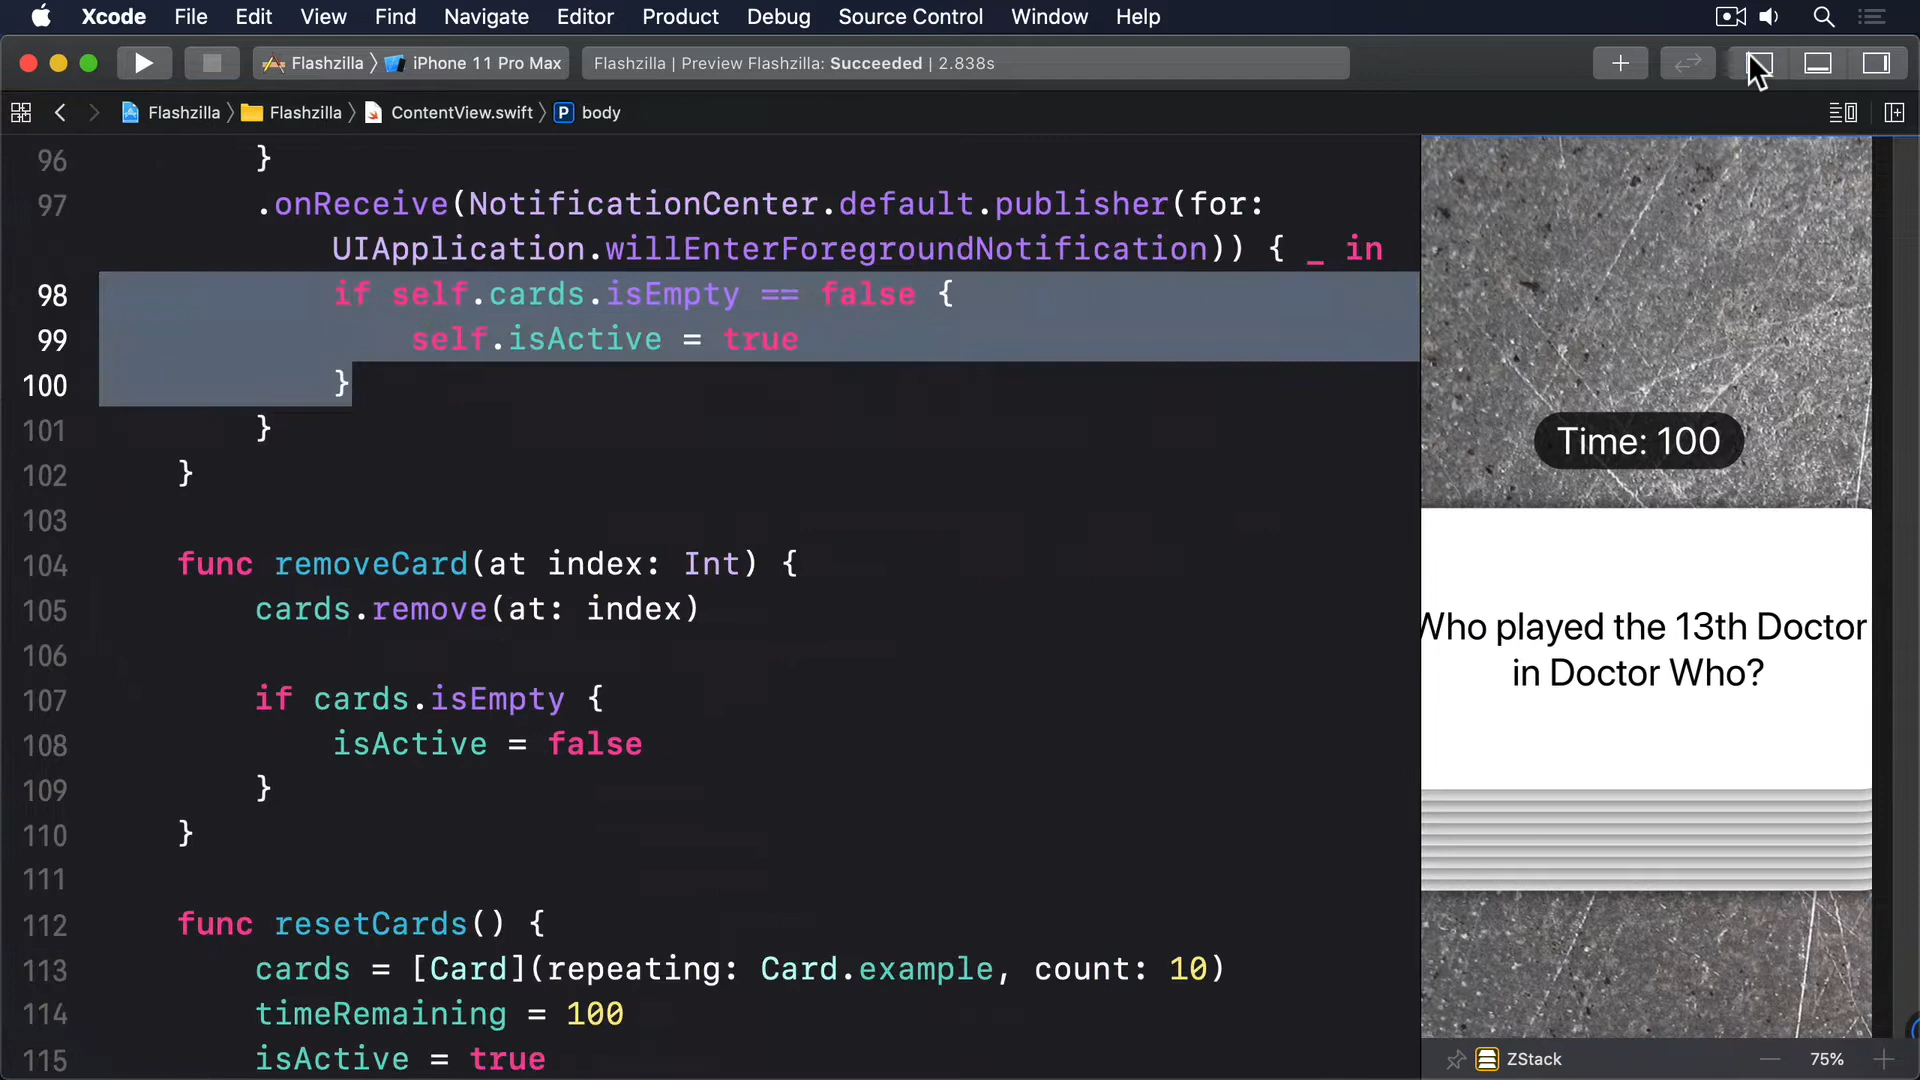 Xcode File Edit View Find Navigate Editor Product Debug Source Control Window Help
Flashzilla 〉 iPhone 11 Pro Max
Flashzilla | Preview Flashzilla: Succeeded | 2.838s
Flashzilla 〉 Flashzilla 〉 ContentView.swift 〉 P body
96 }
97 .onReceive(NotificationCenter.default.publisher(for:
UIApplication.willEnterForegroundNotification)) { _ in
98 if self.cards.isEmpty == false {
99 self.isActive = true
100 }
101 }
102 }
103
104 func removeCard(at index: Int) {
105 cards.remove(at: index)
106
107 if cards.isEmpty {
108 isActive = false
109 }
110 }
111
112 func resetCards() {
113 cards = [Card](repeating: Card.example, count: 10)
114 timeRemaining = 100
115 isActive = true
Time: 100
Who played the 13th Doctor
in Doctor Who?
ZStack
75%